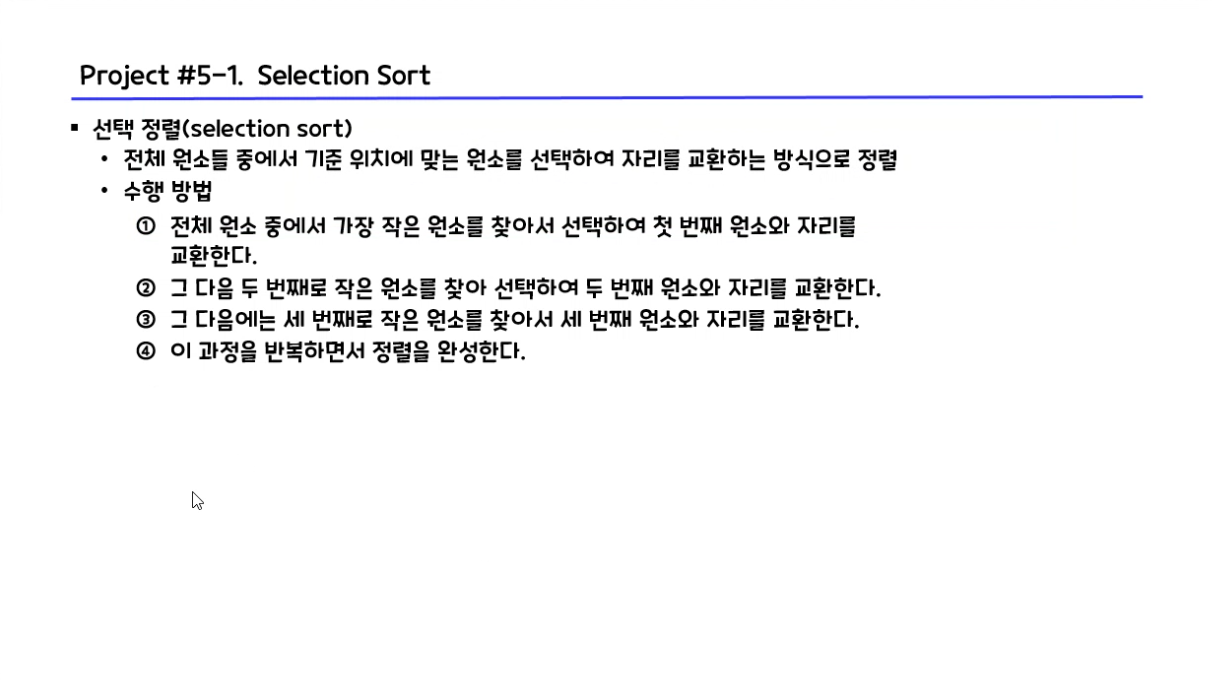 Project #5-1. Selection Sort
▪ 선택 정렬(selection sort)
• 전체 원소들 중에서 기준 위치에 맞는 원소를 선택하여 자리를 교환하는 방식으로 정렬
• 수행 방법
① 전체 원소 중에서 가장 작은 원소를 찾아서 선택하여 첫 번째 원소와 자리를
교환한다.
② 그 다음 두 번째로 작은 원소를 찾아 선택하여 두 번째 원소와 자리를 교환한다.
③ 그 다음에는 세 번째로 작은 원소를 찾아서 세 번째 원소와 자리를 교환한다.
④ 이 과정을 반복하면서 정렬을 완성한다.